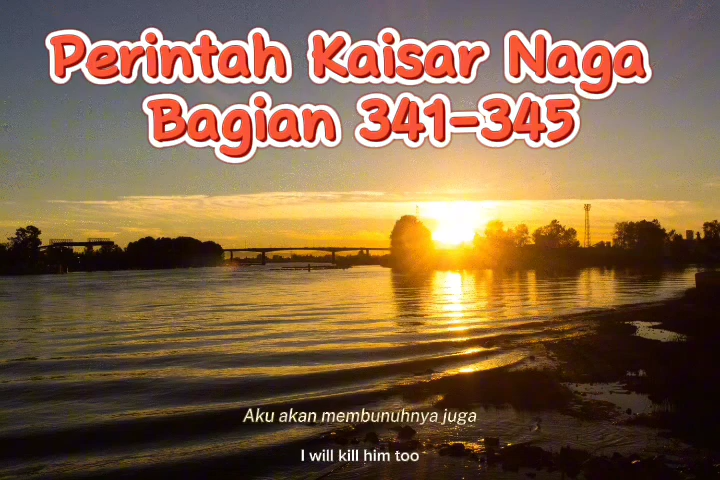 Perintah Kaisar Naga
Bagian 341-345
Aku akan membunuhnya juga
I will kill him too